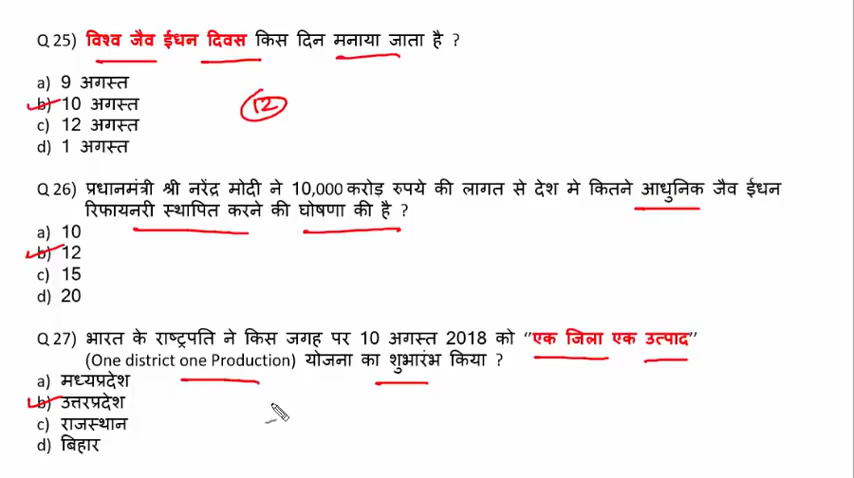 Q 25) विश्व जैव ईधन दिवस किस दिन मनाया जाता है ?
a) 9 अगस्त
b) 10 अगस्त
12
c) 12 अगस्त
d) 1 अगस्त
Q 26) प्रधानमंत्री श्री नरेंद्र मोदी ने 10,000 करोड़ रुपये की लागत से देश मे कितने आधुनिक जैव ईधन
रिफायनरी स्थापित करने की घोषणा की है ?
a) 10
b) 12
c) 15
d) 20
Q 27) भारत के राष्ट्रपति ने किस जगह पर 10 अगस्त 2018 को “एक जिला एक उत्पाद”
(One district one Production) योजना का शुभारंभ किया ?
a) मध्यप्रदेश
b) उत्तरप्रदेश
c) राजस्थान
d) बिहार